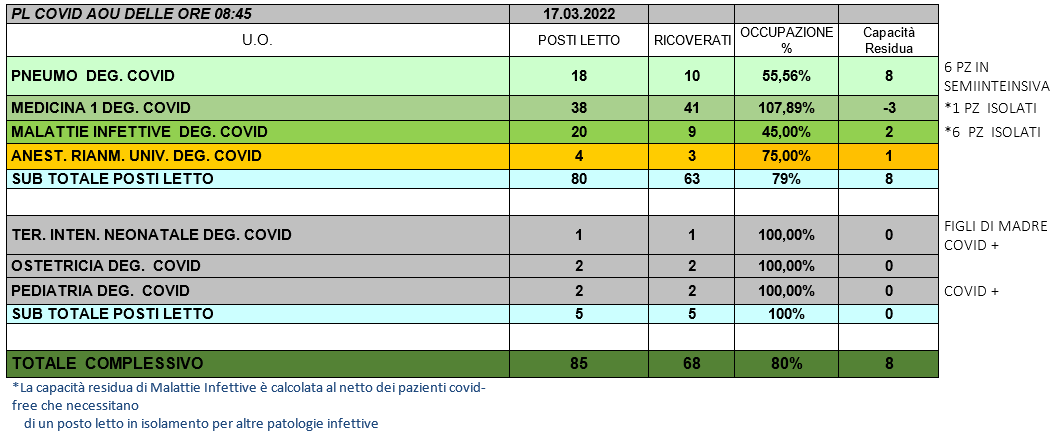 PL COVID AOU DELLE ORE 08:45 17.03.2022
U.O. POSTI LETTO RICOVERATI OCCUPAZIONE % Capacità Residua
PNEUMO DEG. COVID 18 10 55,56% 8 6 PZ IN SEMIINTEINSIVA
MEDICINA 1 DEG. COVID 38 41 107,89% -3 *1 PZ ISOLATI
MALATTIE INFETTIVE DEG. COVID 20 9 45,00% 2 *6 PZ ISOLATI
ANEST. RIANM. UNIV. DEG. COVID 4 3 75,00% 1
SUB TOTALE POSTI LETTO 80 63 79% 8
TER. INTEN. NEONATALE DEG. COVID 1 1 100,00% 0 FIGLI DI MADRE COVID +
OSTETRICIA DEG. COVID 2 2 100,00% 0
PEDIATRIA DEG. COVID 2 2 100,00% 0 COVID +
SUB TOTALE POSTI LETTO 5 5 100% 0
TOTALE COMPLESSIVO 85 68 80% 8
*La capacità residua di Malattie Infettive è calcolata al netto dei pazienti covid-
free che necessitano
di un posto letto in isolamento per altre patologie infettive